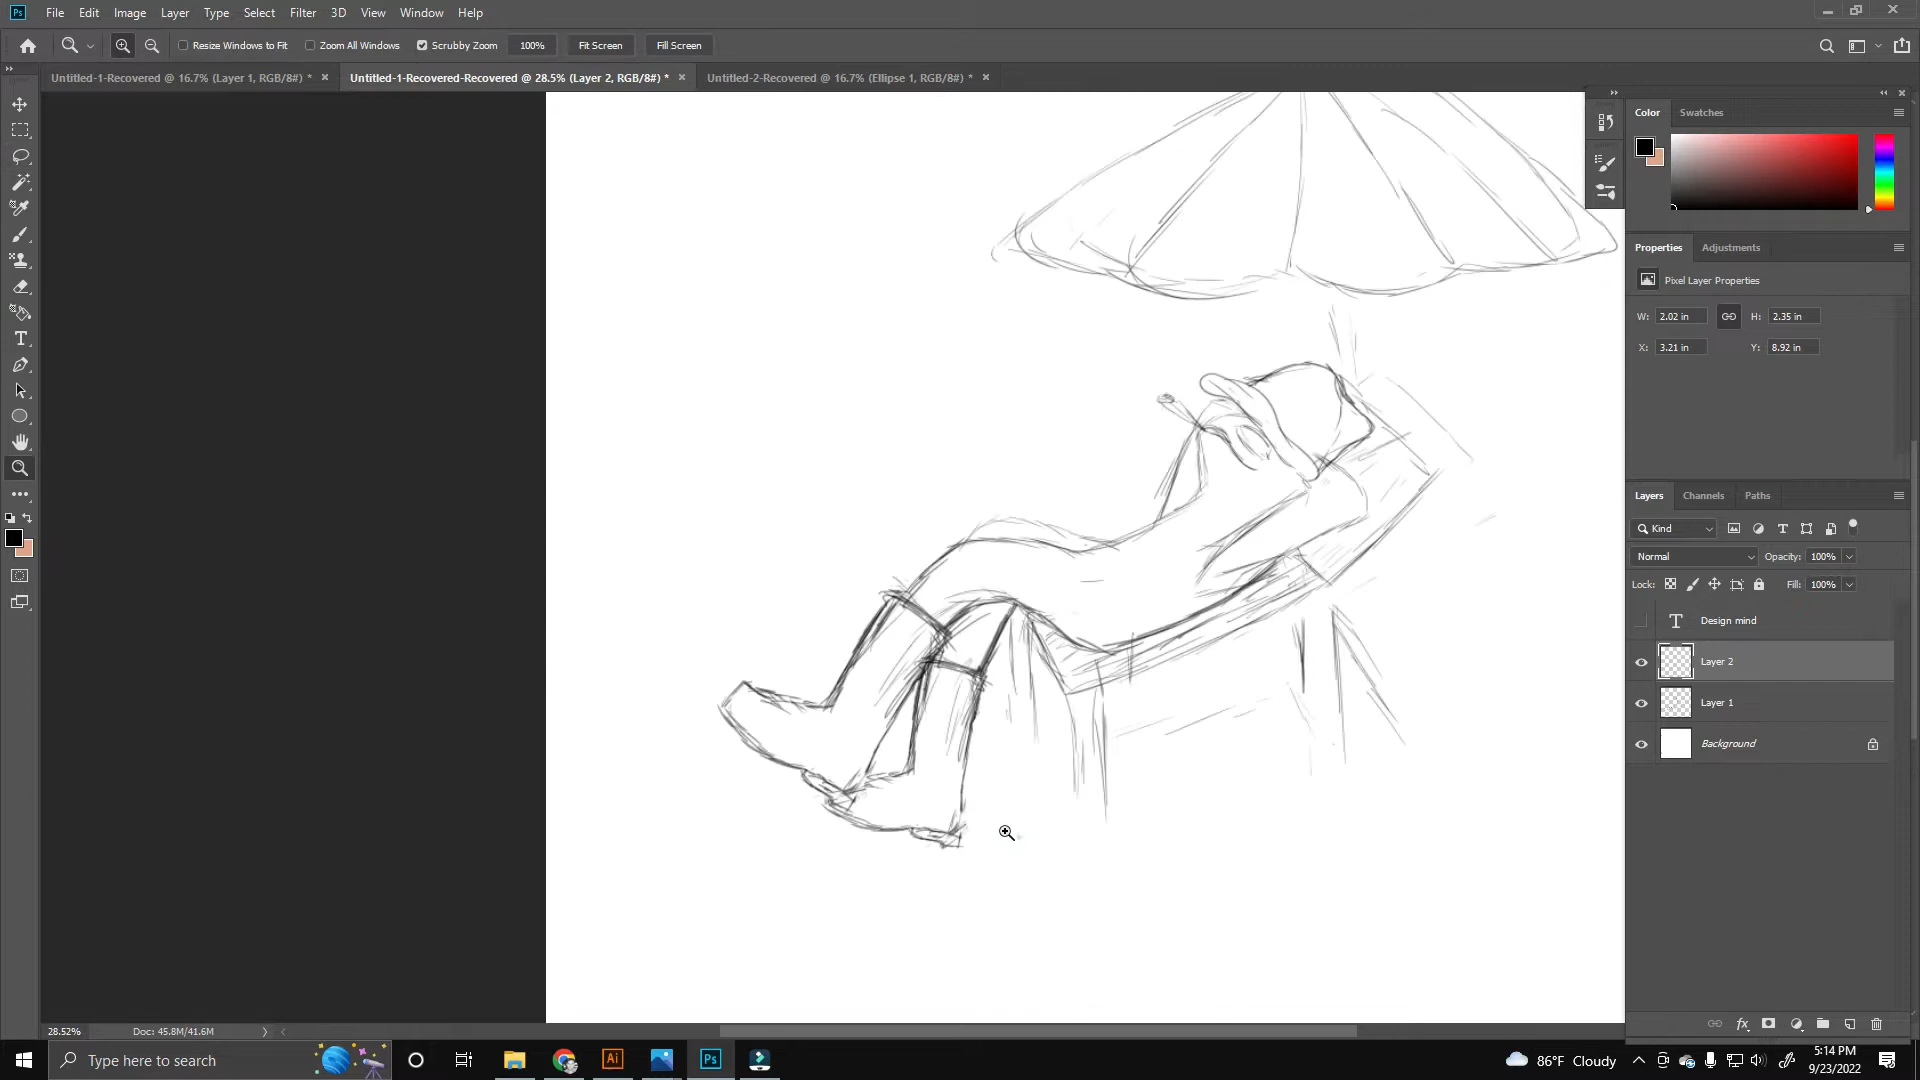 Ps File Edit Image Layer Type Select Filter 3D View Window Help
Resize Windows to Fit Zoom All Windows Scrubby Zoom 100% Fit Screen Fill Screen
Untitled-1-Recovered @ 16.7% (Layer 1, RGB/8#) * Untitled-1-Recovered-Recovered @ 28.5% (Layer 2, RGB/8#) * Untitled-2-Recovered @ 16.7% (Ellipse 1, RGB/8#) *
Color Swatches
Properties Adjustments
Pixel Layer Properties
W: 2.02 in H: 2.35 in
X: 3.21 in Y: 8.92 in
Layers Channels Paths
Kind
Normal Opacity: 100%
Lock: Fill: 100%
T Design mind
Layer 2
Layer 1
Background
fx
28.52% Doc: 45.8M/41.6M
Type here to search Ai Ps 86°F Cloudy 5:14 PM
9/23/2022